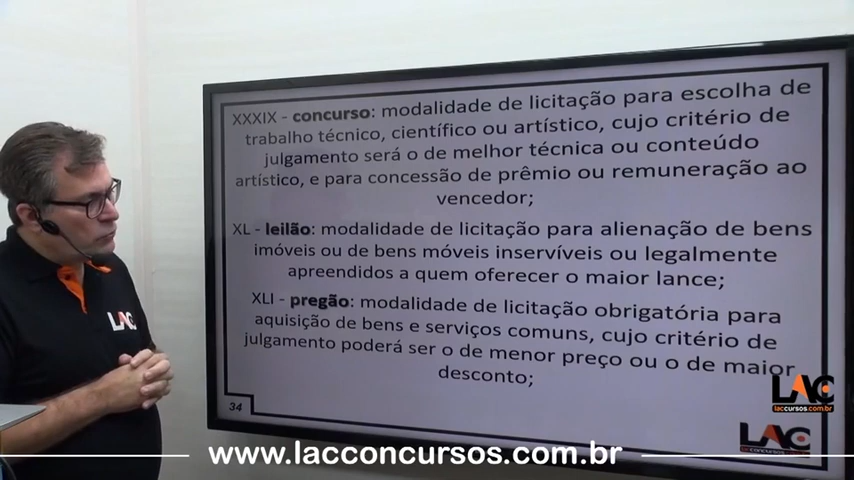 XXXIX - concurso: modalidade de licitação para escolha de
trabalho técnico, científico ou artístico, cujo critério de
julgamento será o de melhor técnica ou conteúdo
artístico, e para concessão de prêmio ou remuneração ao
vencedor;
XL - leilão: modalidade de licitação para alienação de bens
imóveis ou de bens móveis inservíveis ou legalmente
apreendidos a quem oferecer o maior lance;
XLI - pregão: modalidade de licitação obrigatória para
aquisição de bens e serviços comuns, cujo critério de
julgamento poderá ser o de menor preço ou o de maior
desconto;
34
LAC
LAC
laccursos.com.br
LAC
www.lacconcursos.com.br